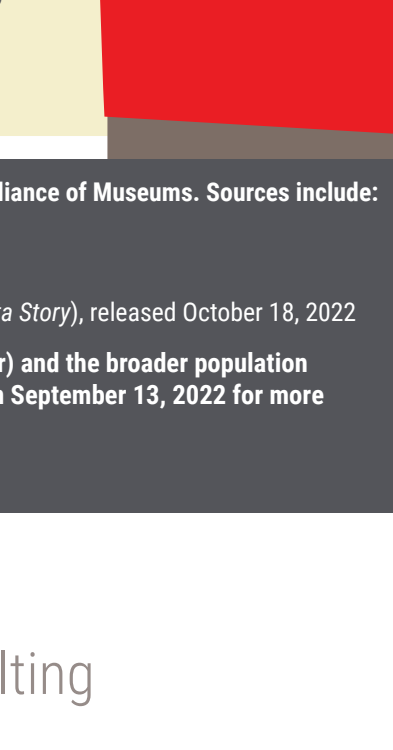 liance of Museums. Sources include:
a Story), released October 18, 2022
r) and the broader population
September 13, 2022 for more
lting